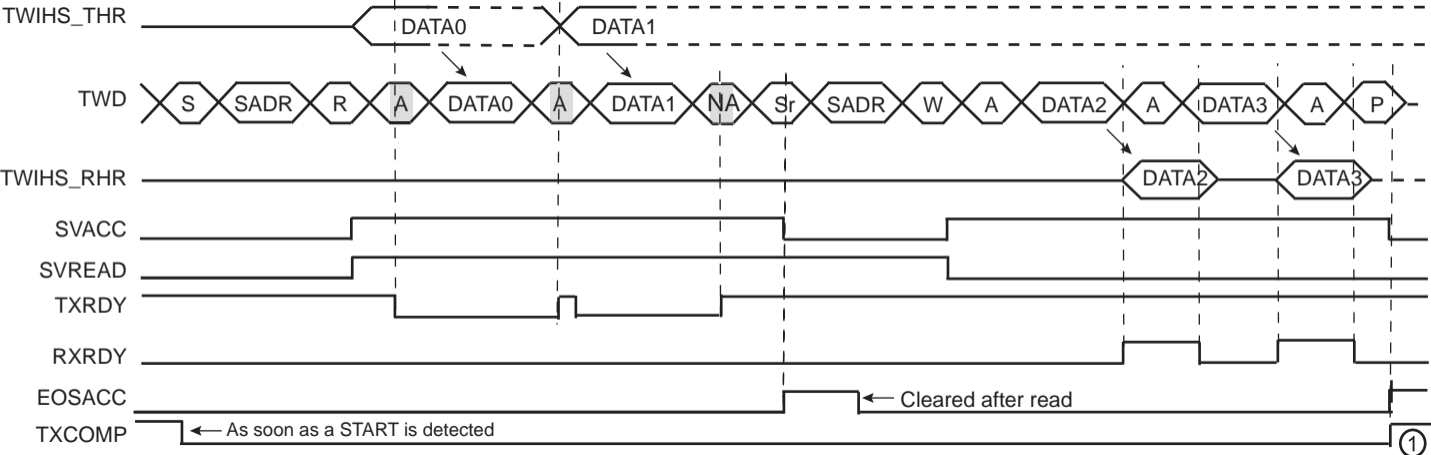 TWIHS_THR DATA0 DATA1
TWD S SADR R A DATA0 A DATA1 NA Sr SADR W A DATA2 A DATA3 A P
TWIHS_RHR DATA2 DATA3
SVACC
SVREAD
TXRDY
RXRDY
EOSACC Cleared after read
TXCOMP As soon as a START is detected 1